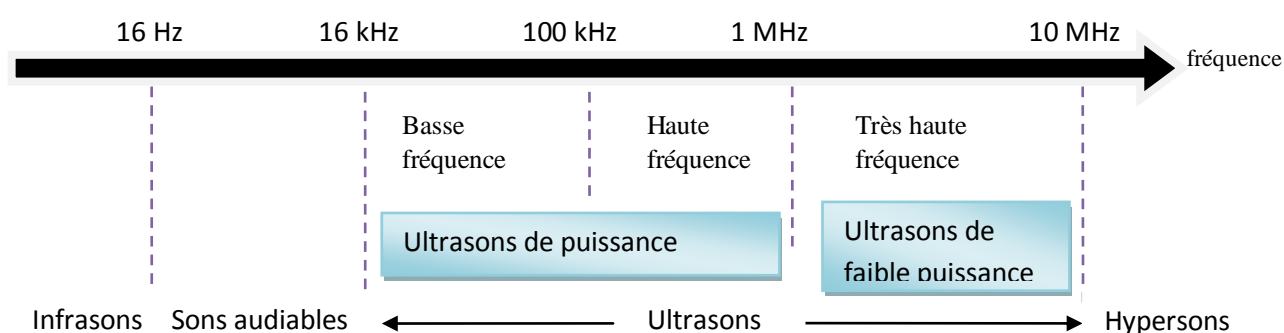 16 Hz 16 kHz 100 kHz 1 MHz 10 MHz
fréquence
Basse
fréquence
Haute
fréquence
Très haute
fréquence
Ultrasons de puissance
Ultrasons de
faible puissance
Infrasons Sons audiables Ultrasons Hypersons